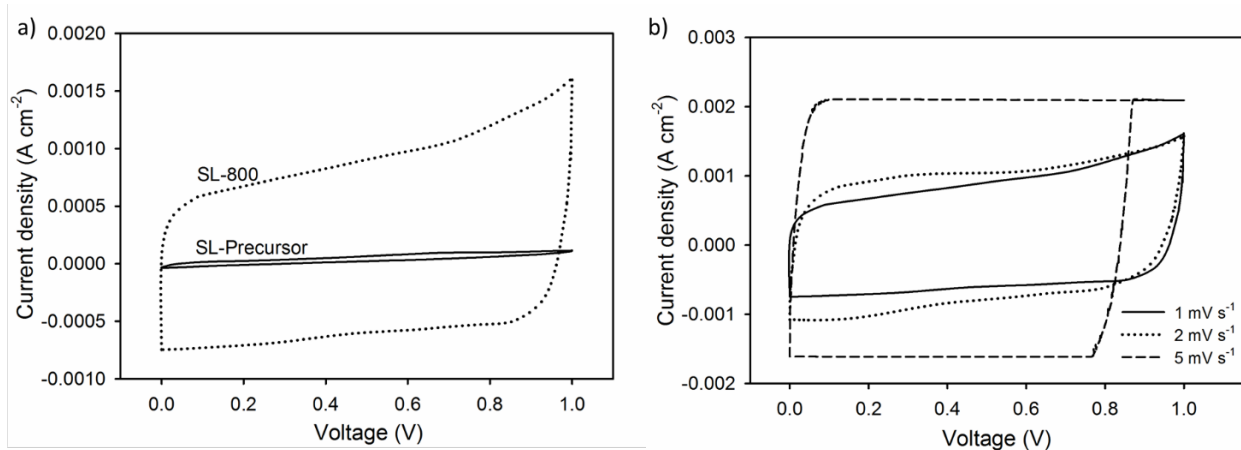 a)
0.0020
0.0015
0.0010
0.0005
0.0000
-0.0005
-0.0010
Current density (A cm⁻²)
SL-800
SL-Precursor
0.0 0.2 0.4 0.6 0.8 1.0
Voltage (V)
b)
0.003
0.002
0.001
0.000
-0.001
-0.002
Current density (A cm⁻²)
1 mV s⁻¹
2 mV s⁻¹
5 mV s⁻¹
0.0 0.2 0.4 0.6 0.8 1.0
Voltage (V)